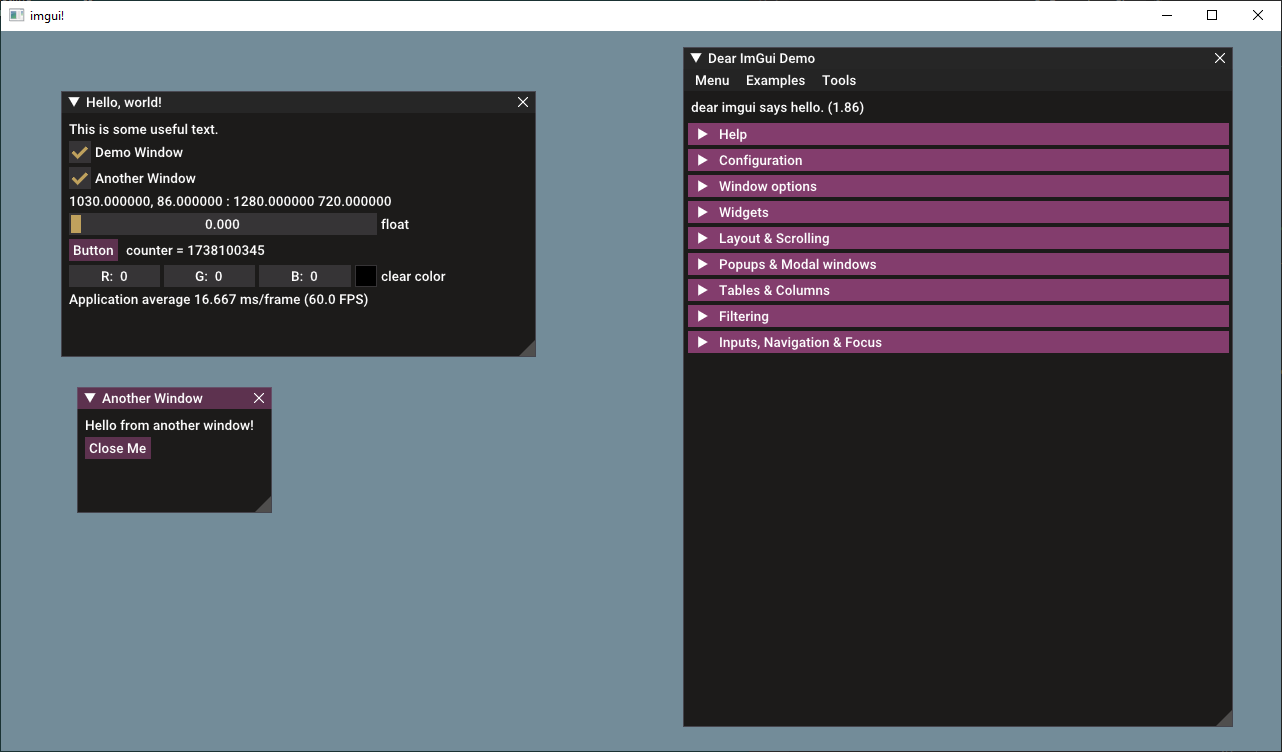 imgui!
Hello, world!
This is some useful text.
Demo Window
Another Window
1030.000000, 86.000000 : 1280.000000 720.000000
0.000 float
Button counter = 1738100345
R: 0 G: 0 B: 0 clear color
Application average 16.667 ms/frame (60.0 FPS)
Another Window
Hello from another window!
Close Me
Dear ImGui Demo
Menu Examples Tools
dear imgui says hello. (1.86)
Help
Configuration
Window options
Widgets
Layout & Scrolling
Popups & Modal windows
Tables & Columns
Filtering
Inputs, Navigation & Focus